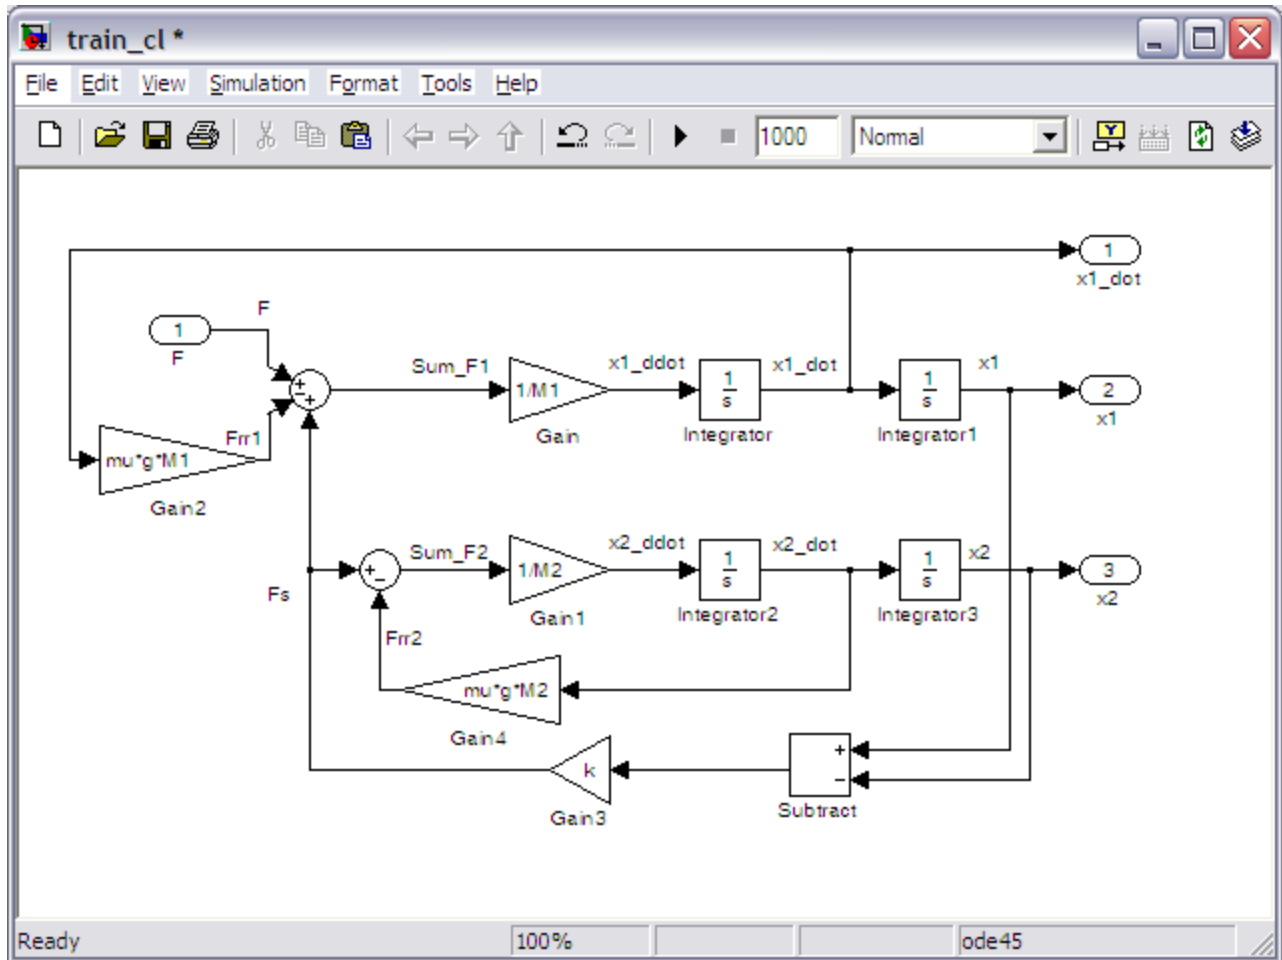 train_cl *
File Edit View Simulation Format Tools Help
1000 Normal
1
x1_dot
F
1
F
+
−
+
Sum_F1
1/M1
Gain
x1_ddot
1
s
Integrator
x1_dot
1
s
Integrator1
x1
2
x1
Frr1
mu*g*M1
Gain2
Fs
+
−
Sum_F2
1/M2
Gain1
x2_ddot
1
s
Integrator2
x2_dot
1
s
Integrator3
x2
3
x2
Frr2
mu*g*M2
Gain4
k
Gain3
+
−
Subtract
Ready 100% ode45